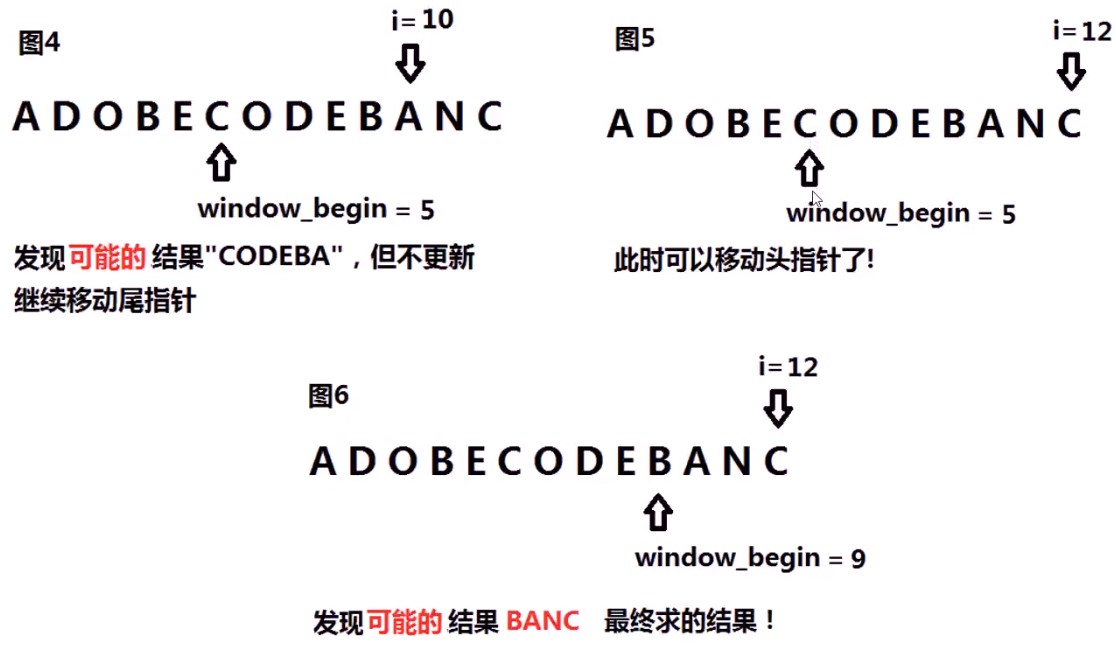 图4
i= 10
A D O B E C O D E B A N C
window_begin = 5
发现可能的 结果"CODEBA"，但不更新
继续移动尾指针
图5
i= 12
A D O B E C O D E B A N C
window_begin = 5
此时可以移动头指针了!
图6
i= 12
A D O B E C O D E B A N C
window_begin = 9
发现可能的 结果 BANC 最终求的结果！